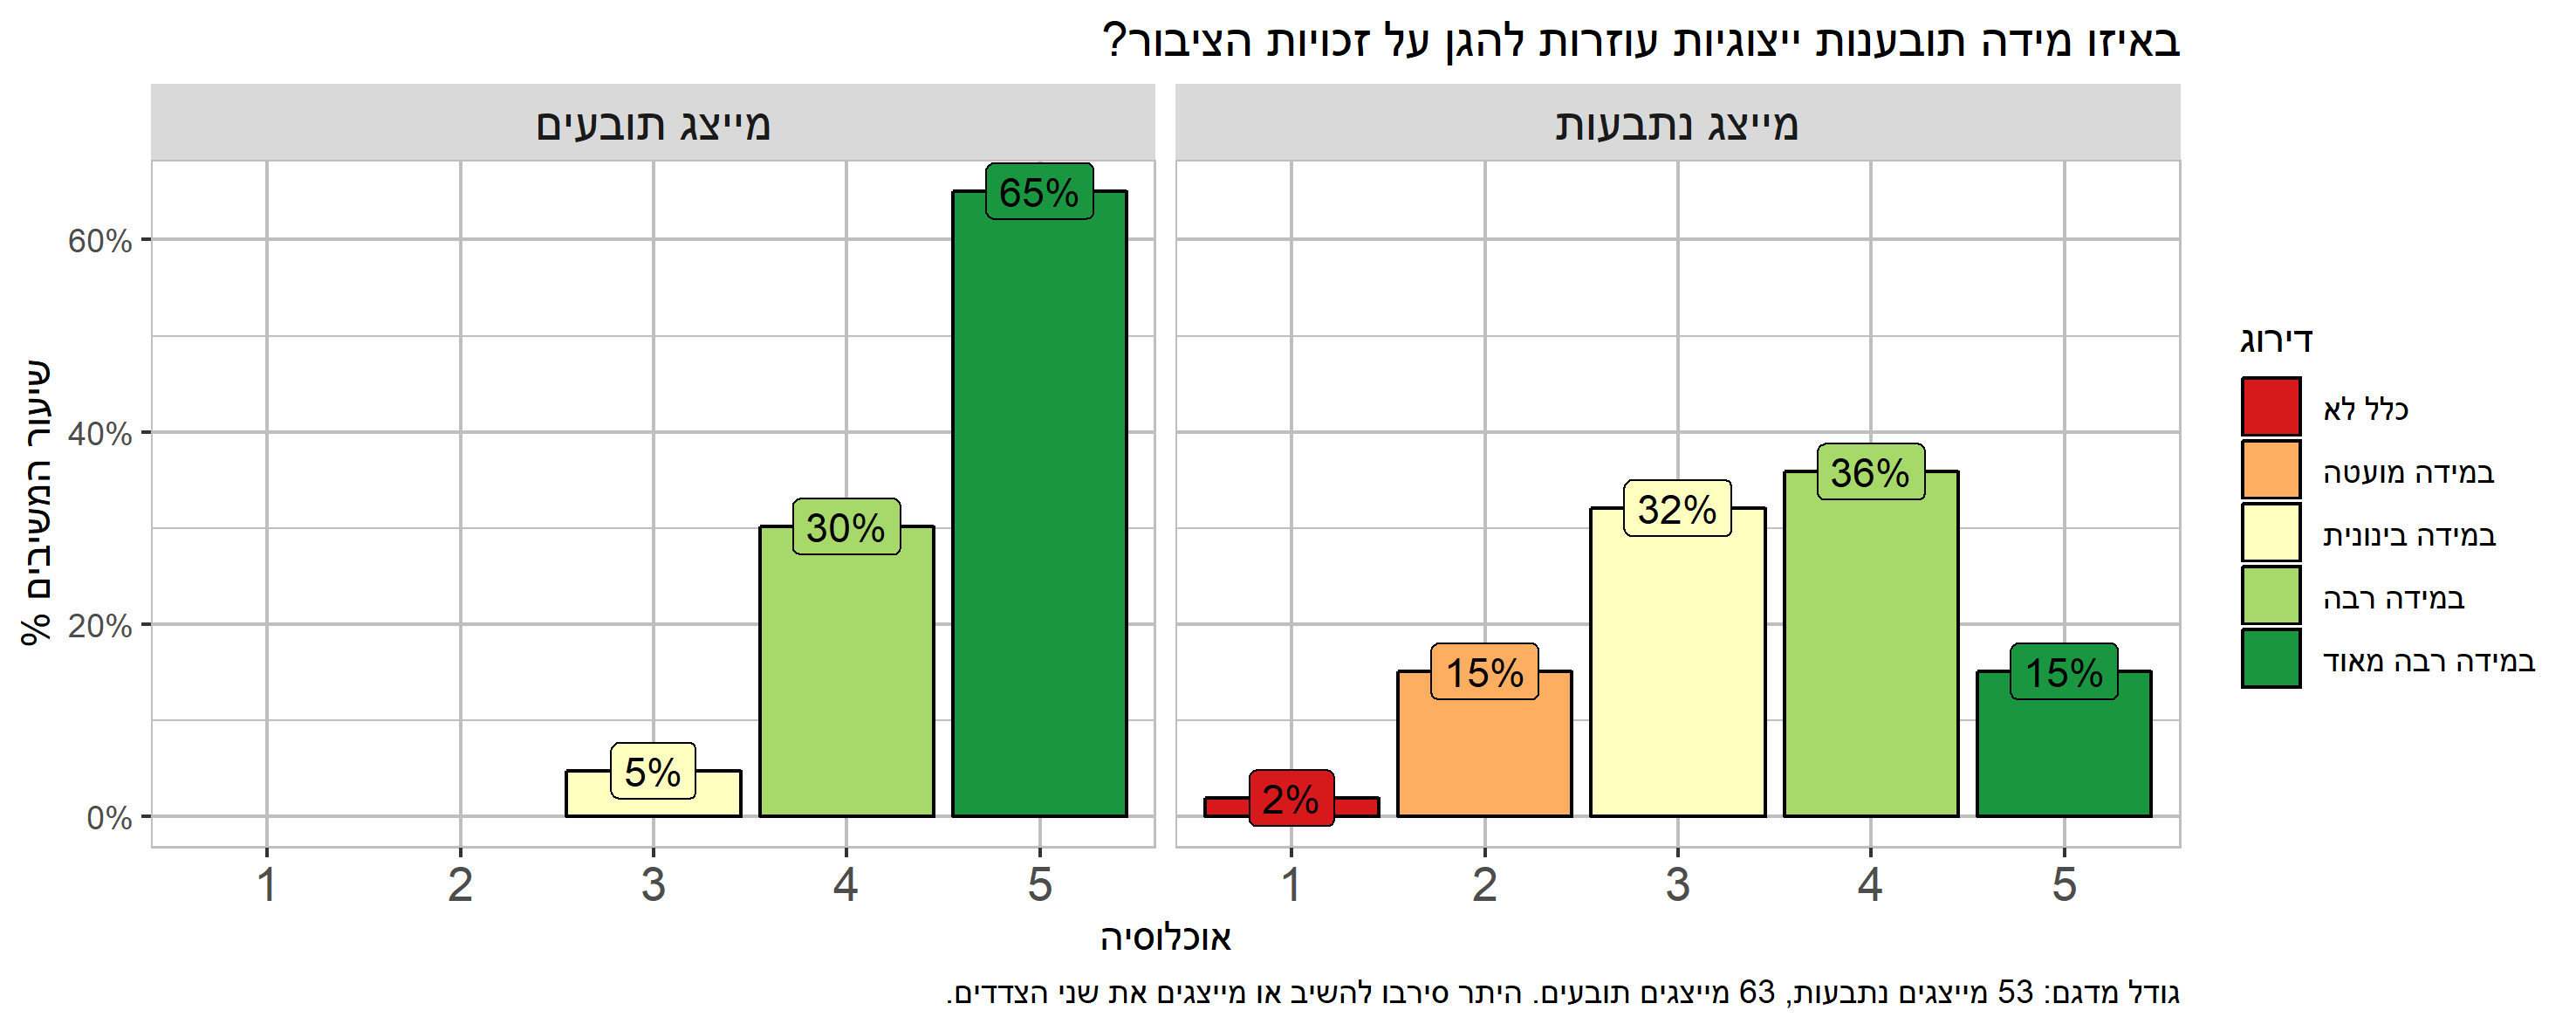 באיזו מידה תובענות ייצוגיות עוזרות להגן על זכויות הציבור?
מייצג נתבעות
מייצג תובעים
שיעור המשיבים %
60%
40%
20%
0%
5%
30%
65%
2%
15%
32%
36%
15%
1 2 3 4 5
1 2 3 4 5
אוכלוסיה
דירוג
כלל לא
במידה מועטה
במידה בינונית
במידה רבה
במידה רבה מאוד
גודל מדגם: 53 מייצגים נתבעות, 63 מייצגים תובעים. היתר סירבו להשיב או מייצגים את שני הצדדים.